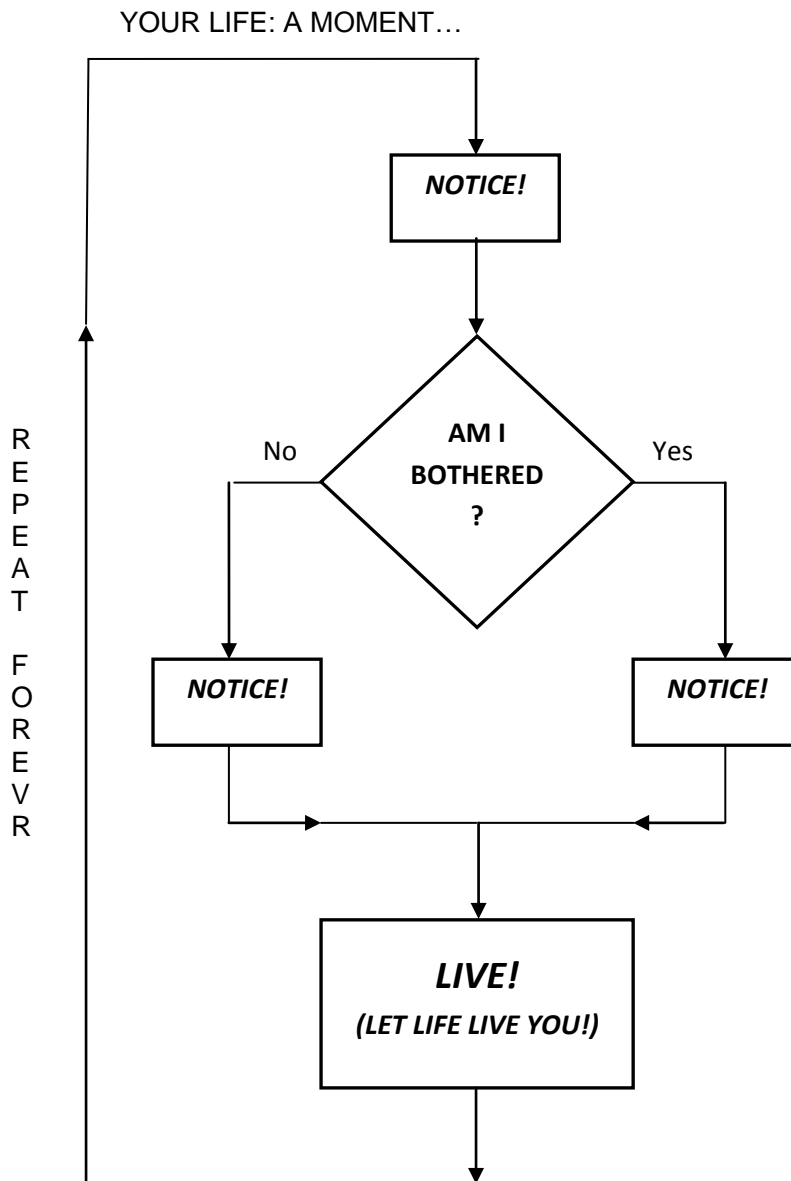 YOUR LIFE: A MOMENT…
NOTICE!
AM I
BOTHERED
?
No
Yes
NOTICE!
NOTICE!
LIVE!
(LET LIFE LIVE YOU!)
R
E
P
E
A
T
F
O
R
E
V
R